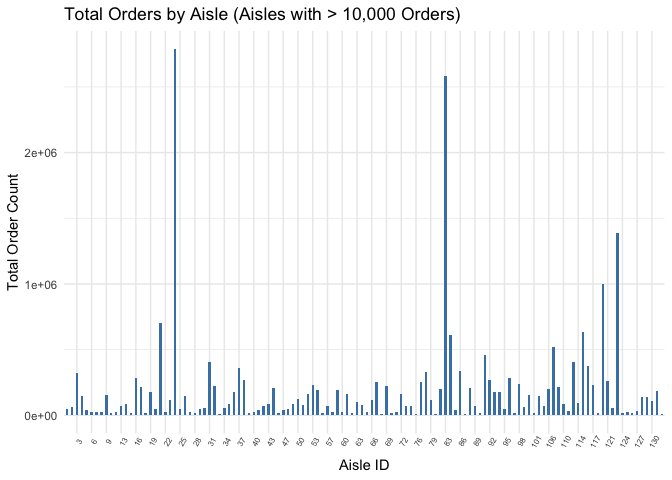 Total Orders by Aisle (Aisles with > 10,000 Orders)
Total Order Count
2e+06
1e+06
0e+00
3 6 9 13 16 19 22 25 28 31 34 37 40 43 47 50 53 57 60 63 66 69 72 76 79 83 86 89 92 95 98 101 106 110 114 117 121 124 127 130
Aisle ID